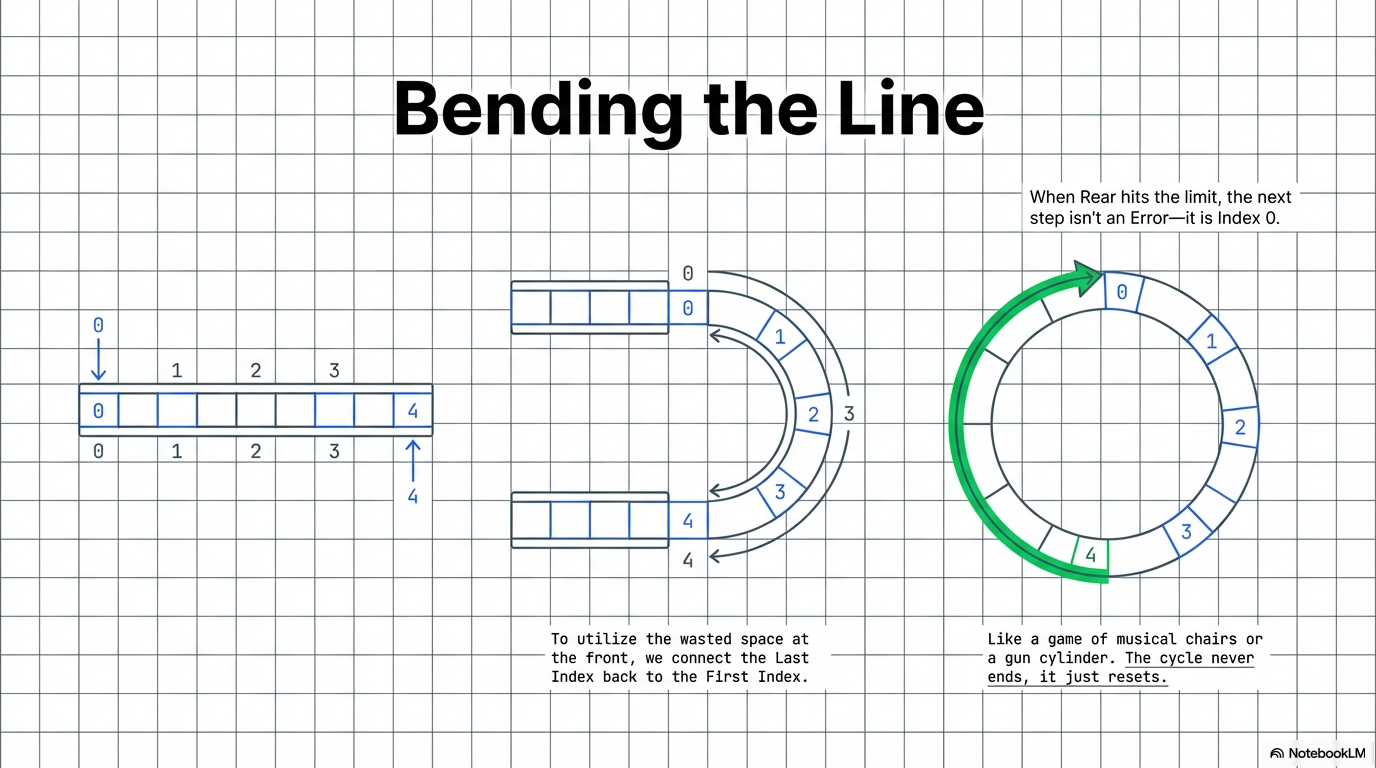 Bending the Line
When Rear hits the limit, the next
step isn't an Error—it is Index 0.
0
1 2 3
0 4
0 1 2 3
4
0
0
1
2 3
3
4
4
0
1
2
3
4
To utilize the wasted space at
the front, we connect the Last
Index back to the First Index.
Like a game of musical chairs or
a gun cylinder. The cycle never
ends, it just resets.
NotebookLM